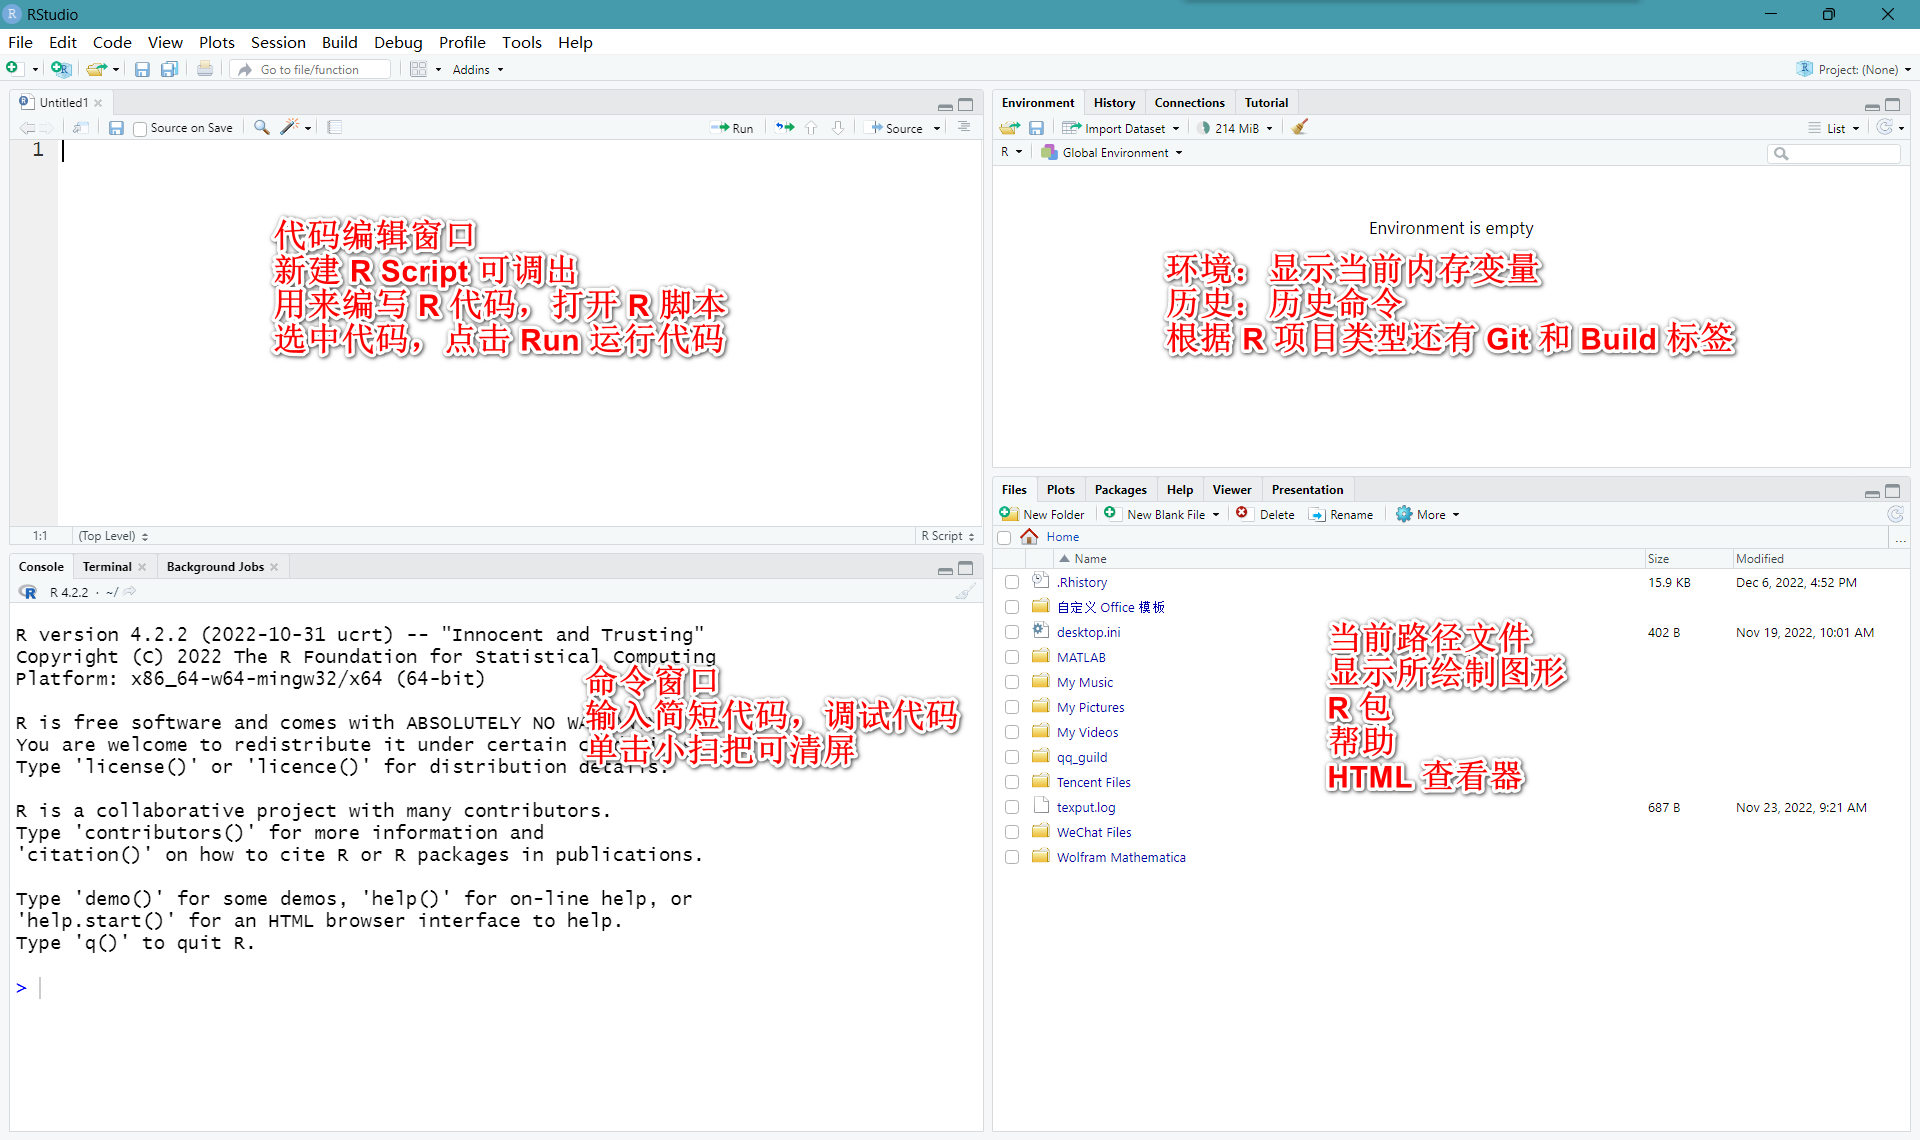 RStudio
File Edit Code View Plots Session Build Debug Profile Tools Help
Go to file/function Addins Project: (None)
Untitled1
Source on Save Run Source
1
代码编辑窗口
新建 R Script 可调出
用来编写 R 代码，打开 R 脚本
选中代码，点击 Run 运行代码
1:1 (Top Level) R Script
Console Terminal Background Jobs
R 4.2.2 · ~/
R version 4.2.2 (2022-10-31 ucrt) -- "Innocent and Trusting"
Copyright (C) 2022 The R Foundation for Statistical Computing
Platform: x86_64-w64-mingw32/x64 (64-bit)
R is free software and comes with ABSOLUTELY NO
You are welcome to redistribute it under certain
Type 'license()' or 'licence()' for distribution details.
命令窗口
输入简短代码，调试代码
单击小扫把可清屏
R is a collaborative project with many contributors.
Type 'contributors()' for more information and
'citation()' on how to cite R or R packages in publications.
Type 'demo()' for some demos, 'help()' for on-line help, or
'help.start()' for an HTML browser interface to help.
Type 'q()' to quit R.
>
Environment History Connections Tutorial
Import Dataset 214 MiB List
R Global Environment
Environment is empty
环境：显示当前内存变量
历史：历史命令
根据 R 项目类型还有 Git 和 Build 标签
Files Plots Packages Help Viewer Presentation
New Folder New Blank File Delete Rename More
Home ...
Name Size Modified
.Rhistory 15.9 KB Dec 6, 2022, 4:52 PM
自定义 Office 模板
desktop.ini 402 B Nov 19, 2022, 10:01 AM
MATLAB
My Music
My Pictures
My Videos
qq_guild
Tencent Files
texput.log 687 B Nov 23, 2022, 9:21 AM
WeChat Files
Wolfram Mathematica
当前路径文件
显示所绘制图形
R 包
帮助
HTML 查看器